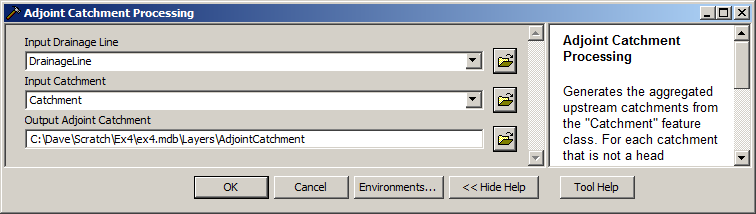 Adjoint Catchment Processing
Input Drainage Line
DrainageLine
Input Catchment
Catchment
Output Adjoint Catchment
C:\Dave\Scratch\Ex4\ex4.mdb\Layers\AdjointCatchment
Adjoint Catchment
Processing
Generates the aggregated
upstream catchments from
the "Catchment" feature
class. For each catchment
that is not a head
OK
Cancel
Environments...
<< Hide Help
Tool Help